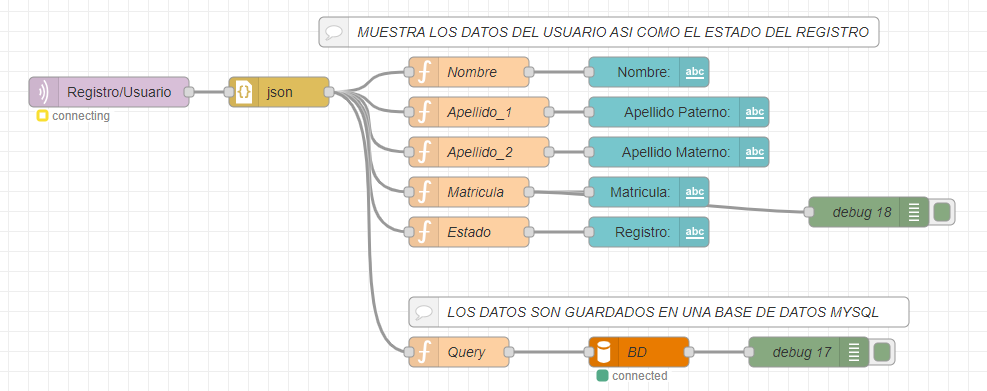 MUESTRA LOS DATOS DEL USUARIO ASI COMO EL ESTADO DEL REGISTRO
Registro/Usuario
connecting
json
Nombre
Nombre:
abc
Apellido_1
Apellido Paterno:
abc
Apellido_2
Apellido Materno:
abc
Matricula
Matricula:
abc
debug 18
Estado
Registro:
abc
LOS DATOS SON GUARDADOS EN UNA BASE DE DATOS MYSQL
Query
BD
connected
debug 17